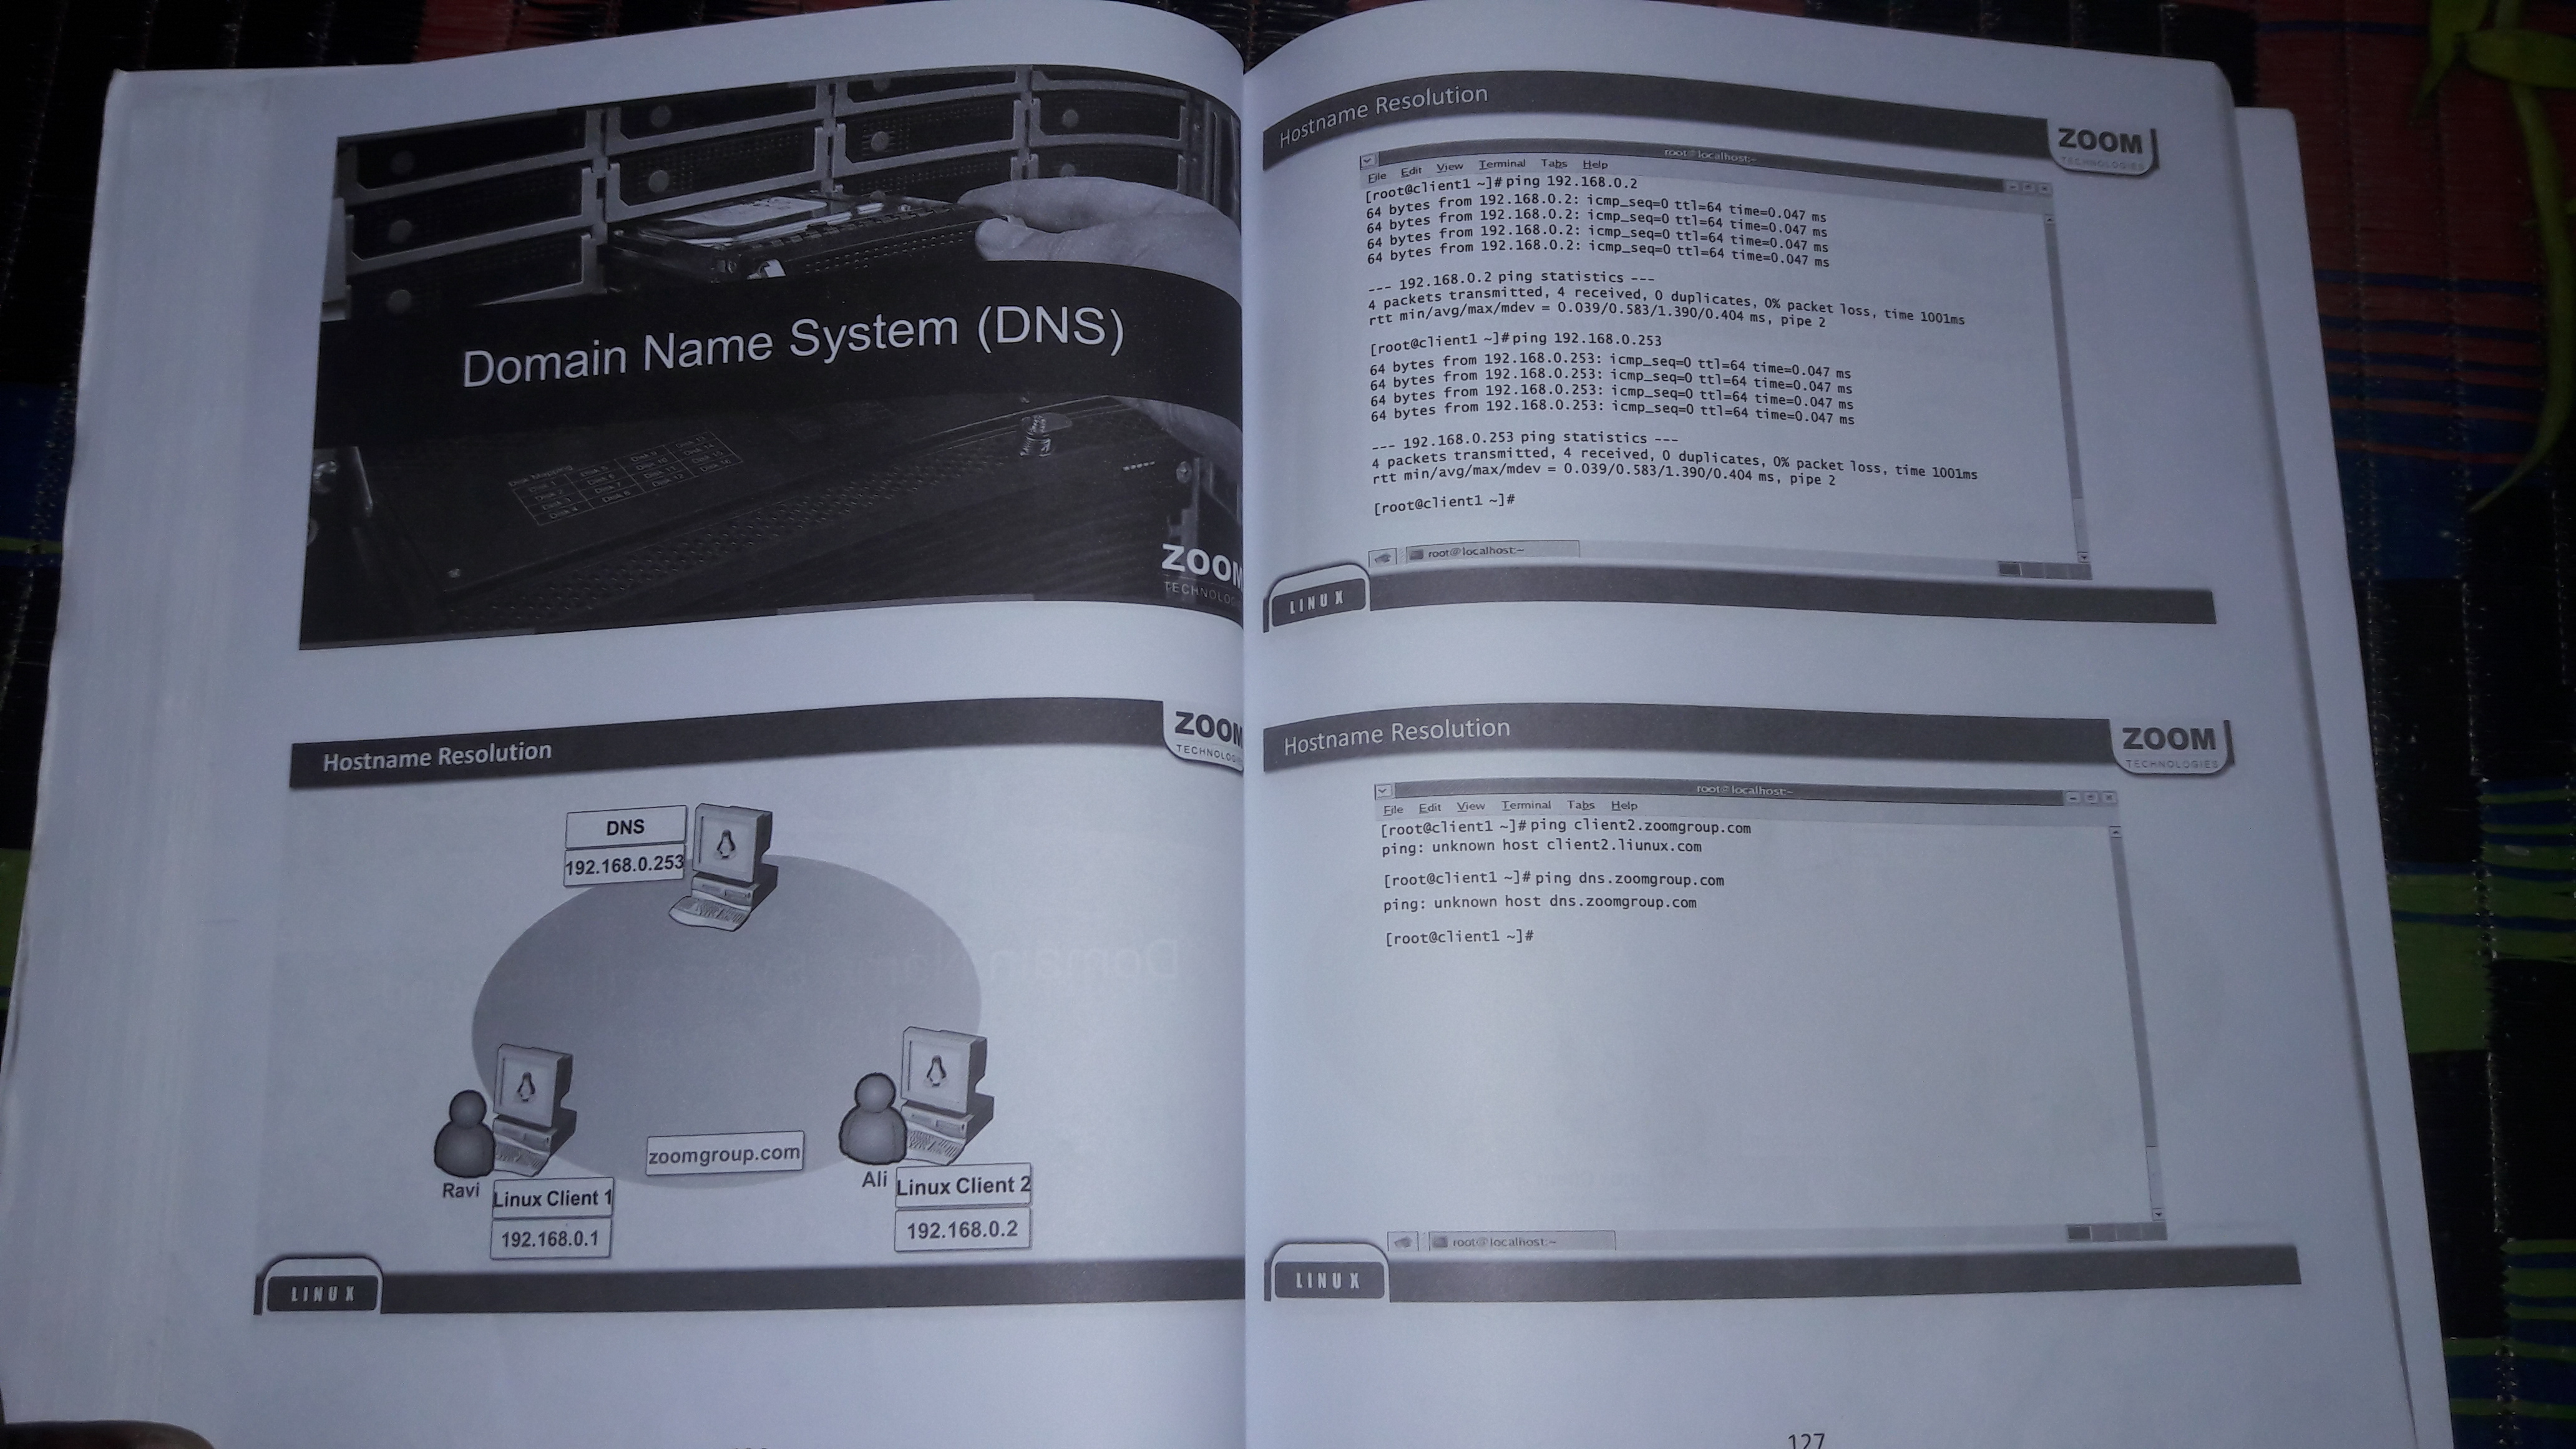 Domain Name System (DNS)
Disk Mapping
ZOOM
Hostname Resolution
ZOOM
DNS
192.168.0.253
zoomgroup.com
Ravi
Linux Client 1
192.168.0.1
Ali
Linux Client 2
192.168.0.2
LINUX
Hostname Resolution
ZOOM
TECHNOLOGIES
root@localhost:~
File Edit View Terminal Tabs Help
[root@client1 ~]# ping 192.168.0.2
64 bytes from 192.168.0.2: icmp_seq=0 ttl=64 time=0.047 ms
64 bytes from 192.168.0.2: icmp_seq=0 ttl=64 time=0.047 ms
64 bytes from 192.168.0.2: icmp_seq=0 ttl=64 time=0.047 ms
64 bytes from 192.168.0.2: icmp_seq=0 ttl=64 time=0.047 ms
--- 192.168.0.2 ping statistics ---
4 packets transmitted, 4 received, 0 duplicates, 0% packet loss, time 1001ms
rtt min/avg/max/mdev = 0.039/0.583/1.390/0.404 ms, pipe 2
[root@client1 ~]# ping 192.168.0.253
64 bytes from 192.168.0.253: icmp_seq=0 ttl=64 time=0.047 ms
64 bytes from 192.168.0.253: icmp_seq=0 ttl=64 time=0.047 ms
64 bytes from 192.168.0.253: icmp_seq=0 ttl=64 time=0.047 ms
64 bytes from 192.168.0.253: icmp_seq=0 ttl=64 time=0.047 ms
--- 192.168.0.253 ping statistics ---
4 packets transmitted, 4 received, 0 duplicates, 0% packet loss, time 1001ms
rtt min/avg/max/mdev = 0.039/0.583/1.390/0.404 ms, pipe 2
[root@client1 ~]#
root@localhost:~
LINUX
Hostname Resolution
ZOOM
TECHNOLOGIES
root@localhost:~
File Edit View Terminal Tabs Help
[root@client1 ~]# ping client2.zoomgroup.com
ping: unknown host client2.liunux.com
[root@client1 ~]# ping dns.zoomgroup.com
ping: unknown host dns.zoomgroup.com
[root@client1 ~]#
root@localhost:~
LINUX
127